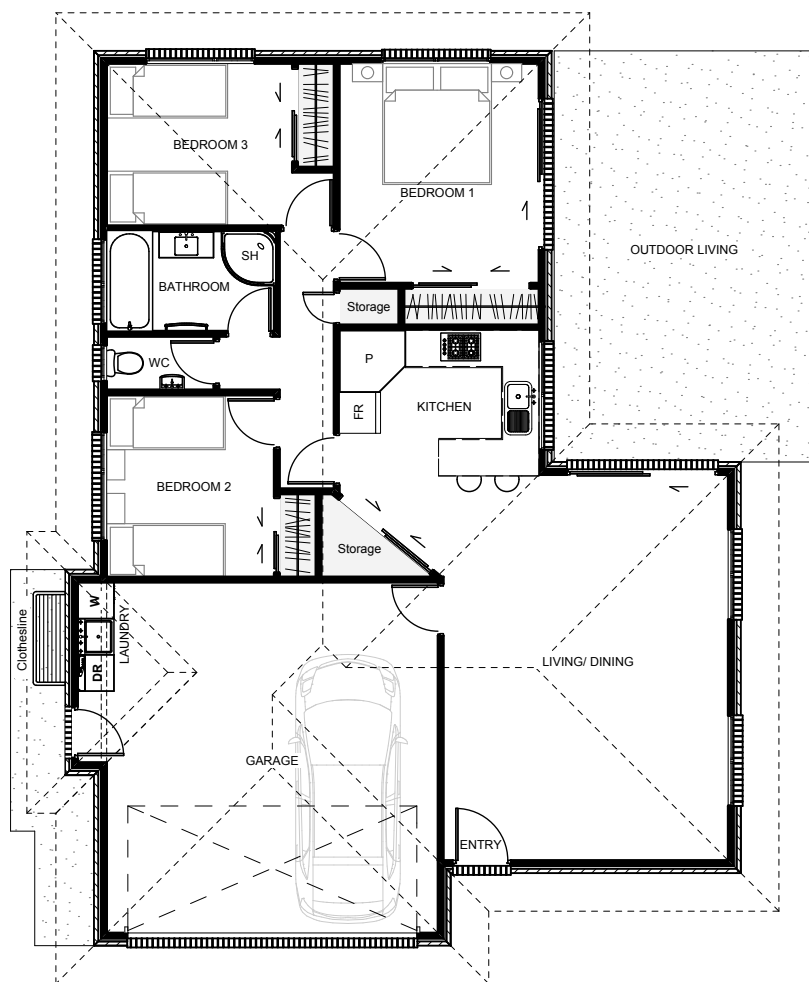 BEDROOM 3
BEDROOM 1
OUTDOOR LIVING
SH
BATHROOM
Storage
WC
P
FR
KITCHEN
BEDROOM 2
Storage
Clothesline
W
LAUNDRY
DR
LIVING/ DINING
GARAGE
ENTRY